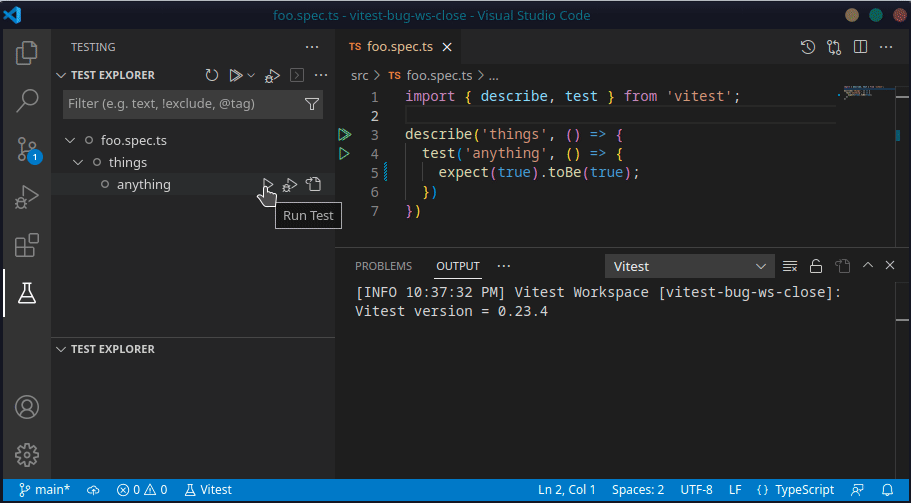 foo.spec.ts - vitest-bug-ws-close - Visual Studio Code
TESTING
TEST EXPLORER
Filter (e.g. text, !exclude, @tag)
foo.spec.ts
things
anything
Run Test
TEST EXPLORER
1
TS foo.spec.ts
src > TS foo.spec.ts > ...
1 import { describe, test } from 'vitest';
2
3 describe('things', () => {
4 test('anything', () => {
5 expect(true).toBe(true);
6 })
7 })
PROBLEMS OUTPUT ... Vitest
[INFO 10:37:32 PM] Vitest Workspace [vitest-bug-ws-close]:
Vitest version = 0.23.4
main* 0 0 Vitest Ln 2, Col 1 Spaces: 2 UTF-8 LF { } TypeScript